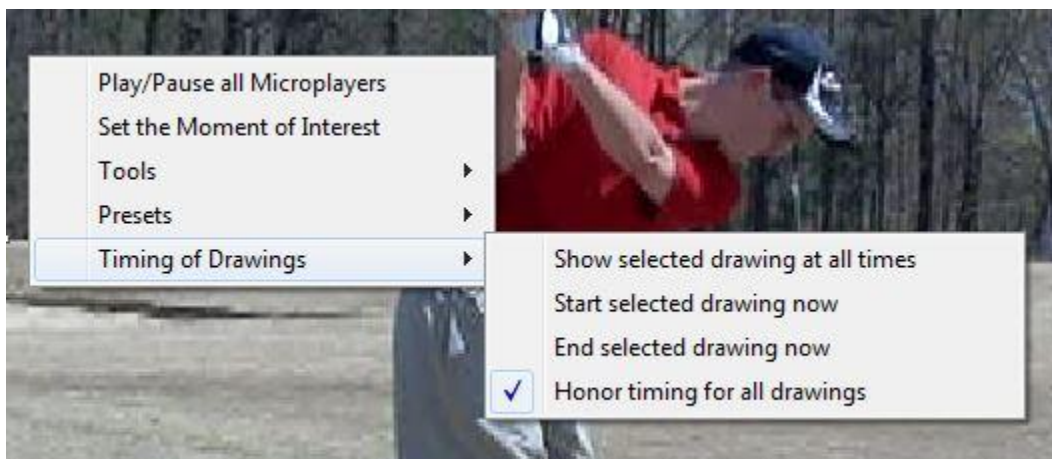 Play/Pause all Microplayers
Set the Moment of Interest
Tools
Presets
Timing of Drawings
Show selected drawing at all times
Start selected drawing now
End selected drawing now
Honor timing for all drawings